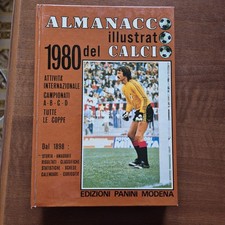 ALMANACCO
illustrato
1980 del CALCIO
ATTIVITÀ
INTERNAZIONALE
CAMPIONATI
A - B - C - D
TUTTE
LE COPPE
Dal 1898 :
EDIZIONI PANINI MODENA